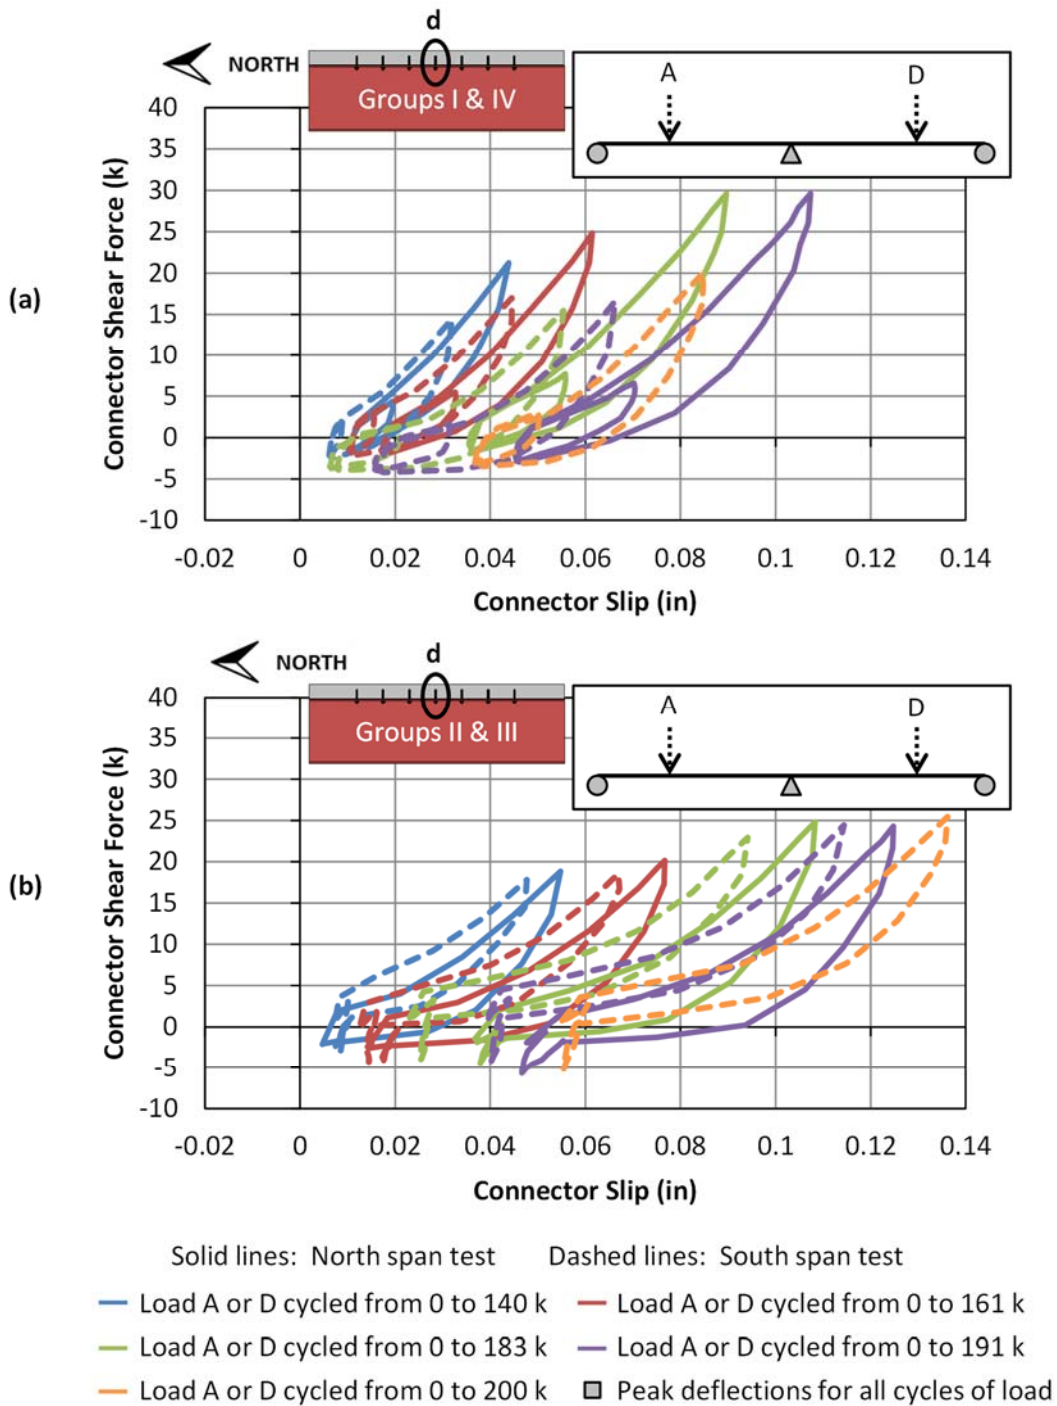 d
NORTH
Groups I & IV
A D
(a)
Connector Shear Force (k)
40
35
30
25
20
15
10
5
0
-5
-10
-0.02 0 0.02 0.04 0.06 0.08 0.1 0.12 0.14
Connector Slip (in)
d
NORTH
Groups II & III
A D
(b)
Connector Shear Force (k)
40
35
30
25
20
15
10
5
0
-5
-10
-0.02 0 0.02 0.04 0.06 0.08 0.1 0.12 0.14
Connector Slip (in)
Solid lines: North span test Dashed lines: South span test
Load A or D cycled from 0 to 140 k Load A or D cycled from 0 to 161 k
Load A or D cycled from 0 to 183 k Load A or D cycled from 0 to 191 k
Load A or D cycled from 0 to 200 k Peak deflections for all cycles of load